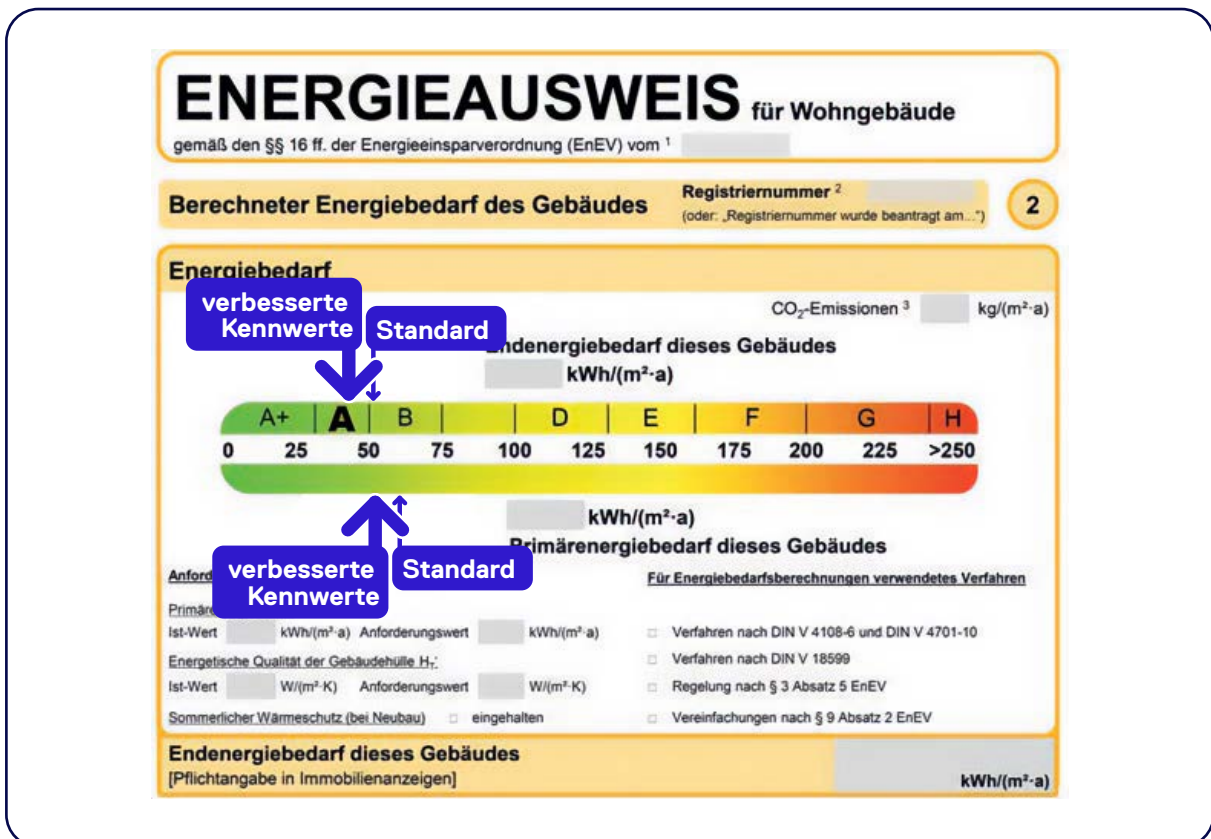 ENERGIEAUSWEIS für Wohngebäude
gemäß den §§ 16 ff. der Energieeinsparverordnung (EnEV) vom ¹
Berechneter Energiebedarf des Gebäudes
Registriernummer ²
(oder: „Registriernummer wurde beantragt am...")
2
Energiebedarf
verbesserte
Kennwerte
Standard
CO₂-Emissionen ³ kg/(m²·a)
Endenergiebedarf dieses Gebäudes
kWh/(m²·a)
A+ A B D E F G H
0 25 50 75 100 125 150 175 200 225 >250
kWh/(m²·a)
Primärenergiebedarf dieses Gebäudes
verbesserte
Kennwerte
Standard
Für Energiebedarfsberechnungen verwendetes Verfahren
Ist-Wert kWh/(m²·a) Anforderungswert kWh/(m²·a)
□ Verfahren nach DIN V 4108-6 und DIN V 4701-10
Energetische Qualität der Gebäudehülle H_T'
□ Verfahren nach DIN V 18599
Ist-Wert W/(m²·K) Anforderungswert W/(m²·K)
□ Regelung nach § 3 Absatz 5 EnEV
Sommerlicher Wärmeschutz (bei Neubau) □ eingehalten
□ Vereinfachungen nach § 9 Absatz 2 EnEV
Endenergiebedarf dieses Gebäudes
[Pflichtangabe in Immobilienanzeigen]
kWh/(m²·a)